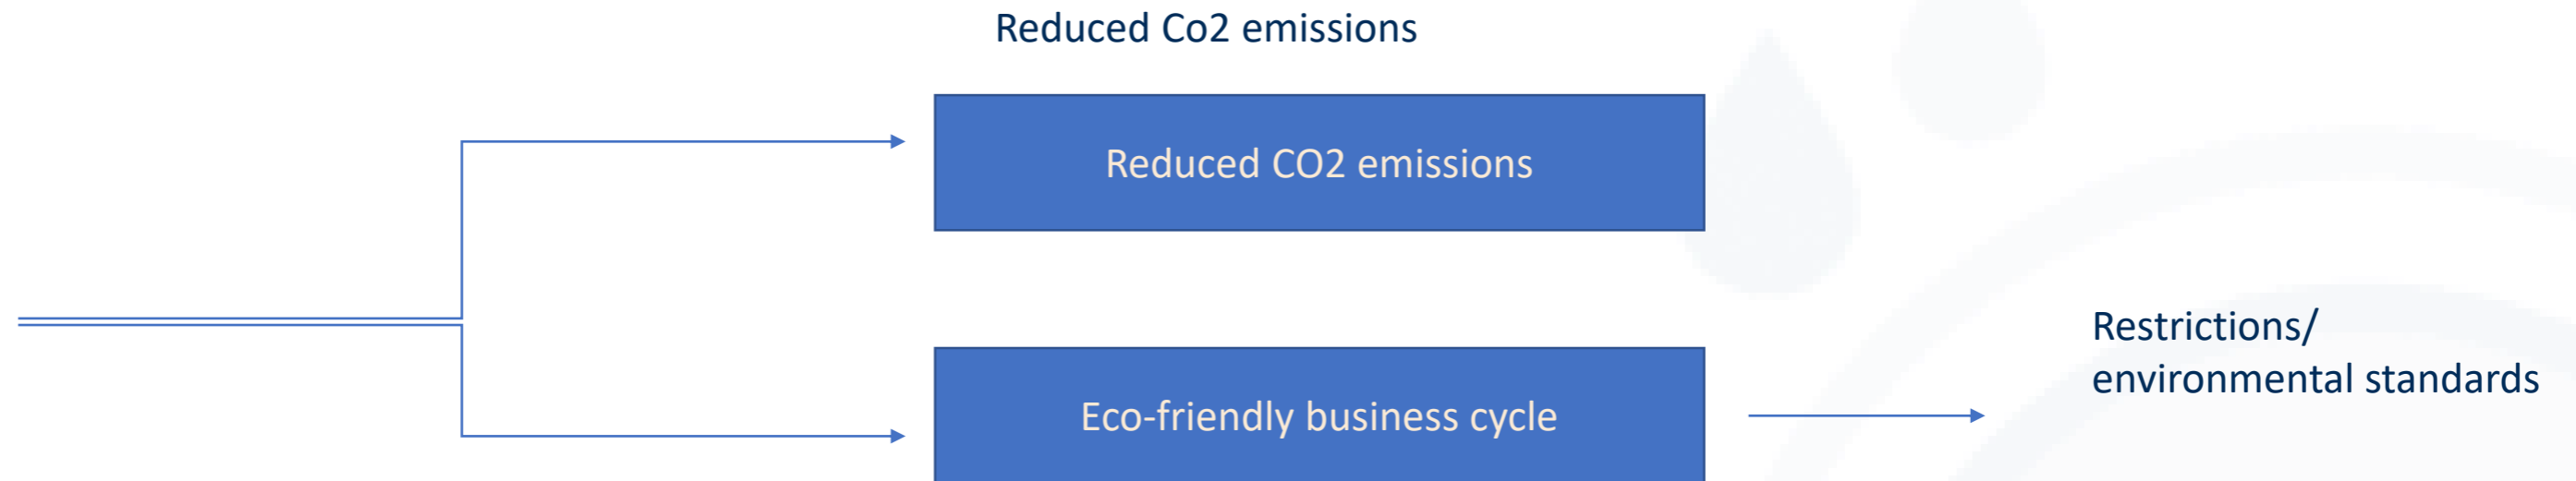 Reduced Co2 emissions
Reduced CO2 emissions
Restrictions/
environmental standards
Eco-friendly business cycle